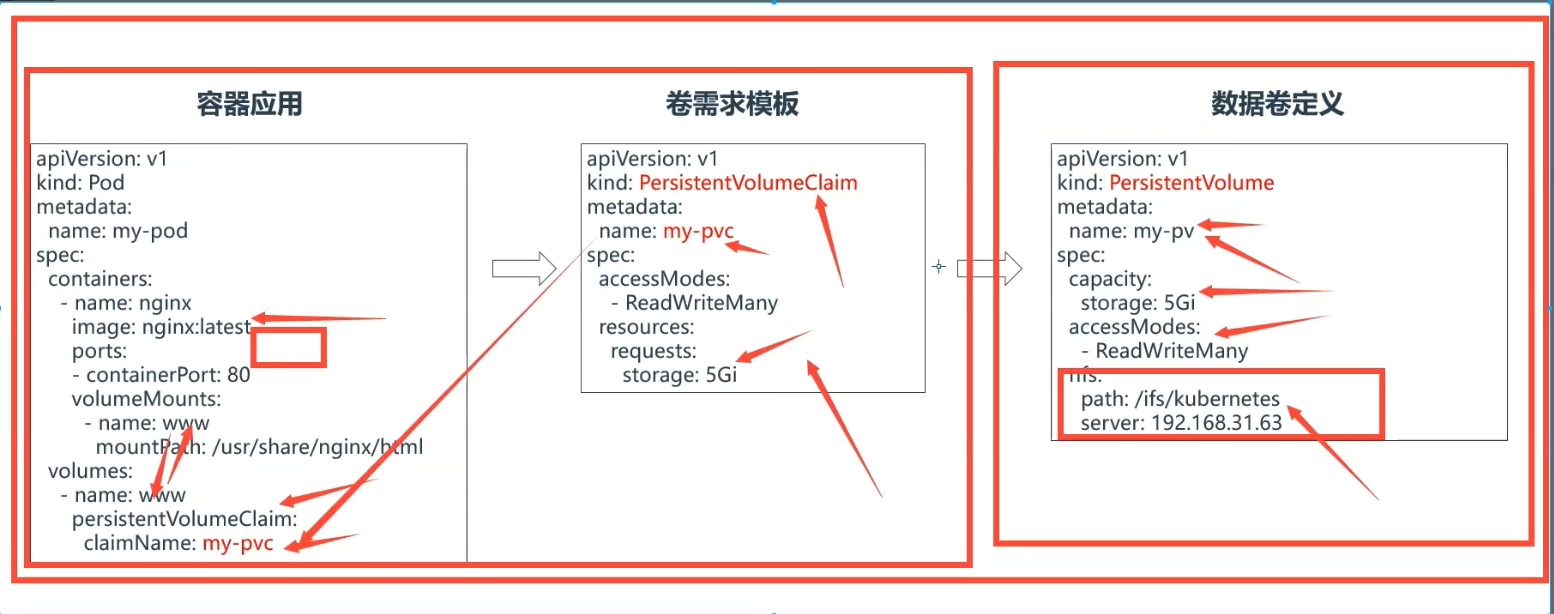 容器应用
apiVersion: v1
kind: Pod
metadata:
  name: my-pod
spec:
  containers:
    - name: nginx
      image: nginx:latest
      ports:
      - containerPort: 80
      volumeMounts:
        - name: www
          mountPath: /usr/share/nginx/html
  volumes:
    - name: www
      persistentVolumeClaim:
        claimName: my-pvc
卷需求模板
apiVersion: v1
kind: PersistentVolumeClaim
metadata:
  name: my-pvc
spec:
  accessModes:
    - ReadWriteMany
  resources:
    requests:
      storage: 5Gi
数据卷定义
apiVersion: v1
kind: PersistentVolume
metadata:
  name: my-pv
spec:
  capacity:
    storage: 5Gi
  accessModes:
    - ReadWriteMany
  nfs:
    path: /ifs/kubernetes
    server: 192.168.31.63